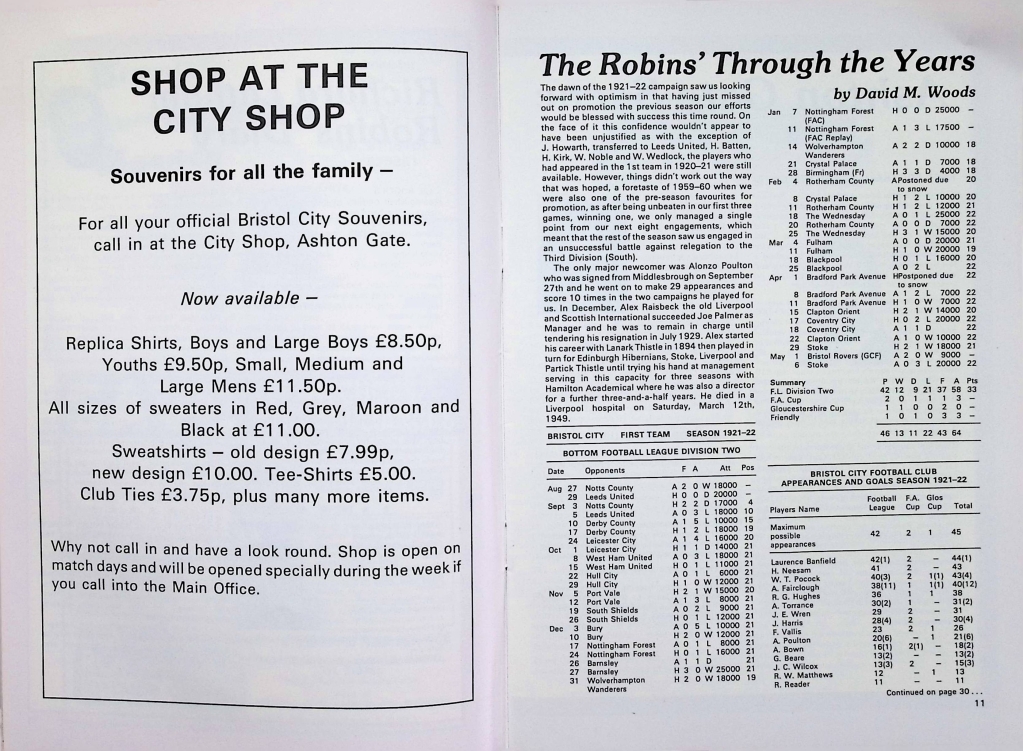 SHOP AT THE
CITY SHOP
Souvenirs for all the family –
For all your official Bristol City Souvenirs,
call in at the City Shop, Ashton Gate.
Now available –
Replica Shirts, Boys and Large Boys £8.50p,
Youths £9.50p, Small, Medium and
Large Mens £11.50p.
All sizes of sweaters in Red, Grey, Maroon and
Black at £11.00.
Sweatshirts – old design £7.99p,
new design £10.00. Tee-Shirts £5.00.
Club Ties £3.75p, plus many more items.
Why not call in and have a look round. Shop is open on
match days and will be opened specially during the week if
you call into the Main Office.
The Robins' Through the Years
by David M. Woods
The dawn of the 1921–22 campaign saw us looking
forward with optimism in that having just missed
out on promotion the previous season our efforts
would be blessed with success this time round. On
the face of it this confidence wouldn't appear to
have been unjustified as with the exception of
J. Howarth, transferred to Leeds United, H. Batten,
H. Kirk, W. Noble and W. Wedlock, the players who
had appeared in the 1st team in 1920–21 were still
available. However, things didn't work out the way
that was hoped, a foretaste of 1959–60 when we
were also one of the pre-season favourites for
promotion, as after being unbeaten in our first three
games, winning one, we only managed a single
point from our next eight engagements, which
meant that the rest of the season saw us engaged in
an unsuccessful battle against relegation to the
Third Division (South).
The only major newcomer was Alonzo Poulton
who was signed from Middlesbrough on September
27th and he went on to make 29 appearances and
score 10 times in the two campaigns he played for
us. In December, Alex Raisbeck the old Liverpool
and Scottish International succeeded Joe Palmer as
Manager and he was to remain in charge until
tendering his resignation in July 1929. Alex started
his career with Lanark Thistle in 1894 then played in
turn for Edinburgh Hibernians, Stoke, Liverpool and
Partick Thistle until trying his hand at management
serving in this capacity for three seasons with
Hamilton Academical where he was also a director
for a further three-and-a-half years. He died in a
Liverpool hospital on Saturday, March 12th,
1949.
BRISTOL CITY FIRST TEAM SEASON 1921–22
BOTTOM FOOTBALL LEAGUE DIVISION TWO
Date Opponents F A Att Pos
Aug 27 Notts County A 2 0 W 18000 –
29 Leeds United H 0 0 D 20000 –
Sept 3 Notts County H 2 2 D 17000 4
5 Leeds United A 0 3 L 18000 10
10 Derby County A 1 5 L 10000 15
17 Derby County H 1 2 L 18000 19
24 Leicester City A 1 4 L 16000 20
Oct 1 Leicester City H 1 1 D 14000 21
8 West Ham United A 0 3 L 18000 21
15 West Ham United H 0 1 L 11000 21
22 Hull City A 0 1 L 6000 21
29 Hull City H 1 0 W 12000 21
Nov 5 Port Vale H 2 1 W 15000 20
12 Port Vale A 1 3 L 8000 21
19 South Shields A 0 2 L 9000 21
26 South Shields H 0 1 L 12000 21
Dec 3 Bury A 0 5 L 10000 21
10 Bury H 2 0 W 12000 21
17 Nottingham Forest A 0 1 L 8000 21
24 Nottingham Forest H 0 1 L 16000 21
26 Barnsley A 1 1 D 21
27 Barnsley H 3 0 W 25000 21
31 Wolverhampton H 2 0 W 18000 19
Wanderers
Jan 7 Nottingham Forest H 0 0 D 25000 –
(FAC)
11 Nottingham Forest A 1 3 L 17500 –
(FAC Replay)
14 Wolverhampton A 2 2 D 10000 18
Wanderers
21 Crystal Palace A 1 1 D 7000 18
28 Birmingham (Fr) H 3 3 D 4000 18
Feb 4 Rotherham County APostoned due 20
to snow
8 Crystal Palace H 1 2 L 10000 20
11 Rotherham County H 1 2 L 12000 21
18 The Wednesday A 0 1 L 25000 22
20 Rotherham County A 0 0 D 7000 22
25 The Wednesday H 3 1 W 15000 20
Mar 4 Fulham A 0 0 D 20000 21
11 Fulham H 1 0 W 20000 19
18 Blackpool H 0 1 L 16000 20
25 Blackpool A 0 2 L 22
Apr 1 Bradford Park Avenue HPostponed due 22
to snow
8 Bradford Park Avenue A 1 2 L 7000 22
11 Bradford Park Avenue H 1 0 W 7000 22
15 Clapton Orient H 2 1 W 14000 20
17 Coventry City H 0 2 L 20000 22
18 Coventry City A 1 1 D 22
22 Clapton Orient A 1 0 W 10000 22
29 Stoke H 2 1 W 18000 21
May 1 Bristol Rovers (GCF) A 2 0 W 9000 –
6 Stoke A 0 3 L 20000 22
Summary P W D L F A Pts
F.L. Division Two 42 12 9 21 37 58 33
F.A. Cup 2 0 1 1 1 3 –
Gloucestershire Cup 1 1 0 0 2 0 –
Friendly 1 0 1 0 3 3 –
46 13 11 22 43 64
BRISTOL CITY FOOTBALL CLUB
APPEARANCES AND GOALS SEASON 1921–22
Players Name Football League F.A. Cup Glos Cup Total
Maximum possible appearances 42 2 1 45
Laurence Banfield 42(1) 2 – 44(1)
H. Neesam 41 2 – 43
W. T. Pocock 40(3) 2 1(1) 43(4)
A. Fairclough 38(11) 1 1(1) 40(12)
R. G. Hughes 36 1 1 38
A. Torrance 30(2) 1 – 31(2)
J. E. Wren 29 2 – 31
J. Harris 28(4) 2 – 30(4)
F. Vallis 23 2 1 26
A. Poulton 20(6) – 1 21(6)
A. Bown 16(1) 2(1) – 18(2)
G. Beare 13(2) – – 13(2)
J. C. Wilcox 13(3) 2 – 15(3)
R. W. Matthews 12 – 1 13
R. Reader 11 – – 11
Continued on page 30...
11